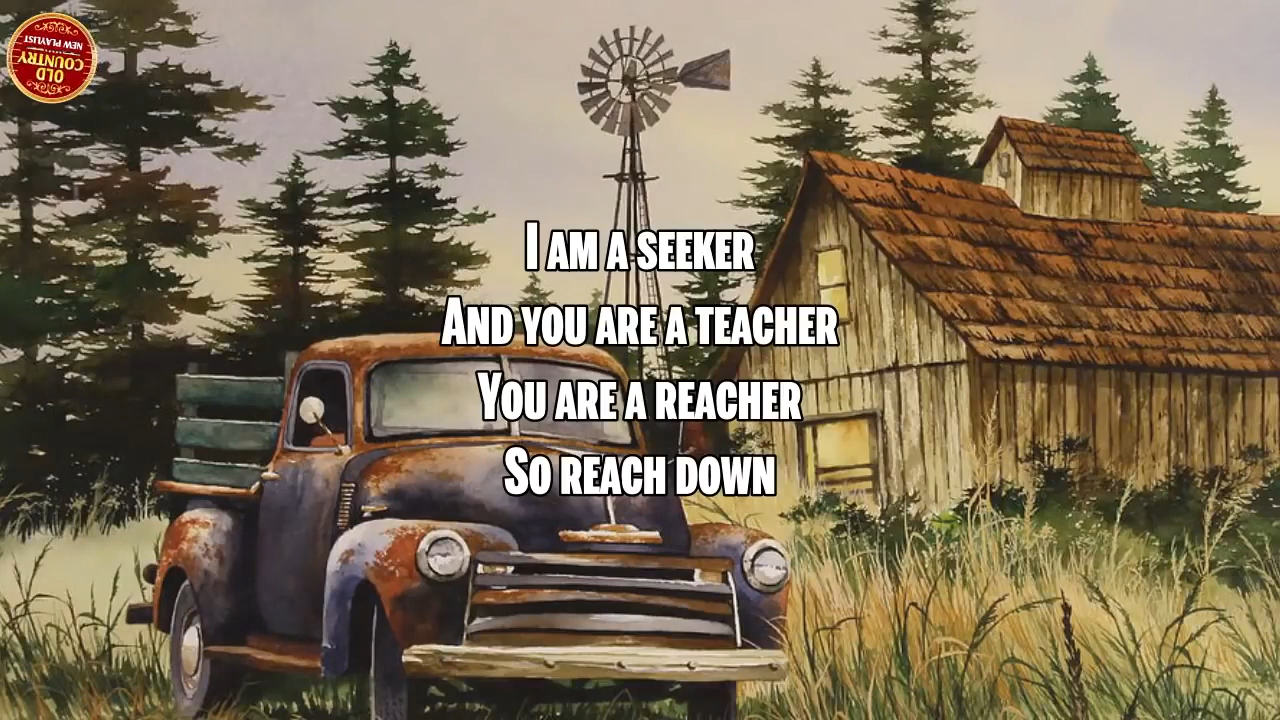 OLD
COUNTRY
NEW PLAYLIST
I AM A SEEKER
AND YOU ARE A TEACHER
YOU ARE A REACHER
SO REACH DOWN